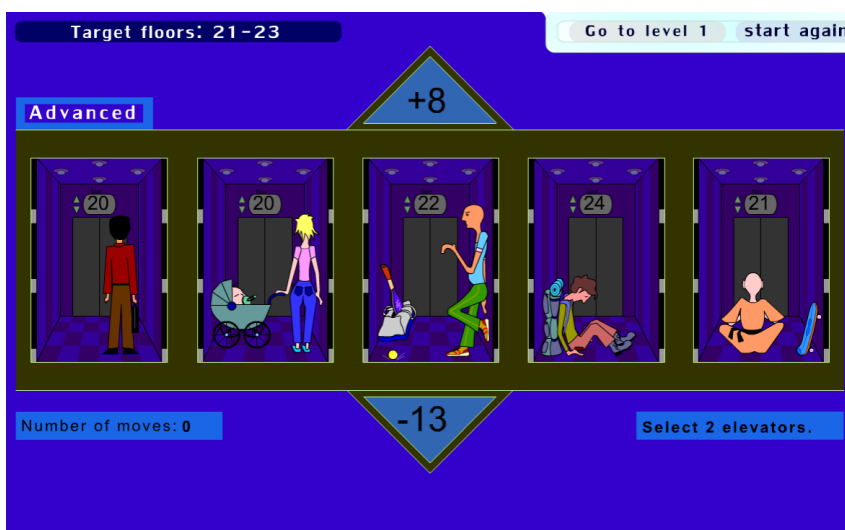 Target floors: 21-23
Go to level 1 start again
+8
Advanced
20 20 22 24 21
-13
Number of moves: 0
Select 2 elevators.